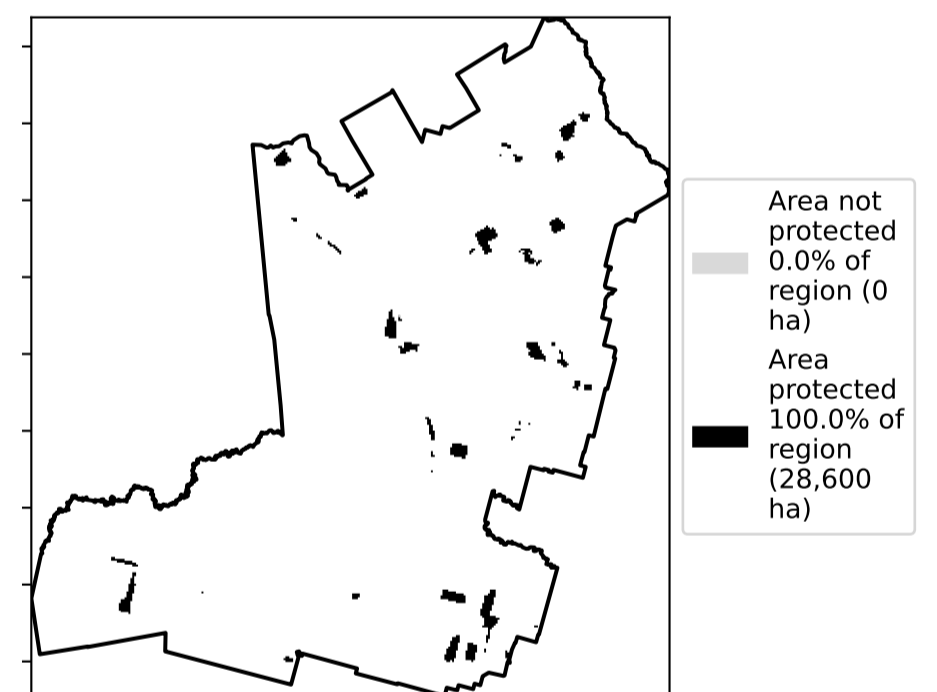 Area not
protected
0.0% of
region (0
ha)
Area
protected
100.0% of
region
(28,600
ha)